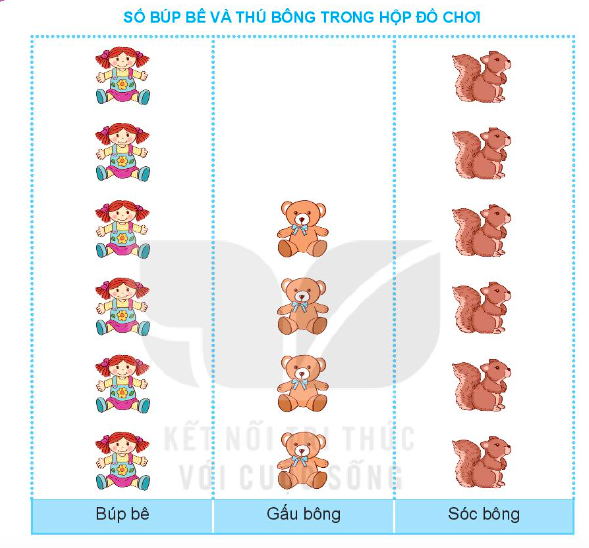 SỐ BÚP BÊ VÀ THÚ BÔNG TRONG HỘP ĐỒ CHƠI
KẾT NỐI TRI THỨC
VỚI CUỘC SỐNG
Búp bê Gấu bông Sóc bông